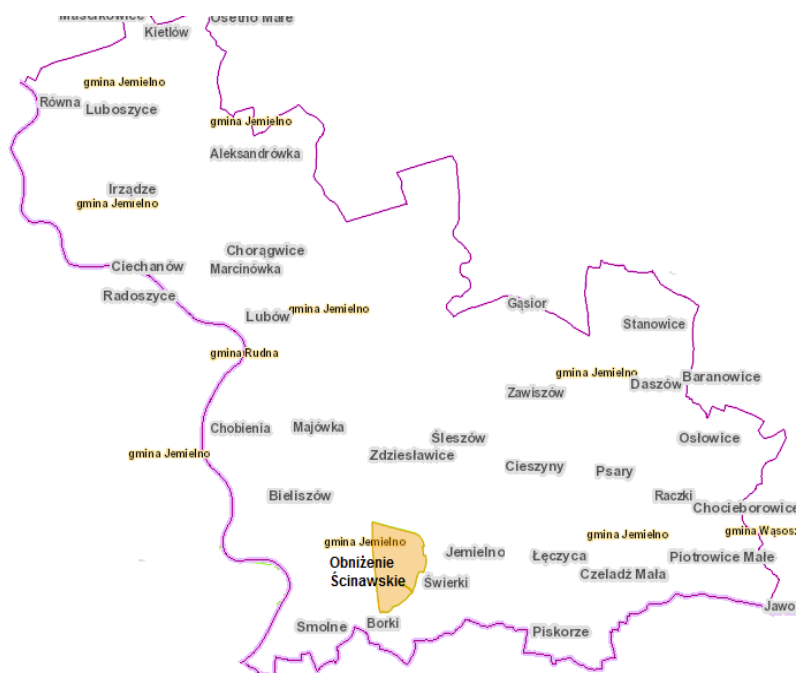 Mašcikowice
Osetno Małe
Kietlów
gmina Jemielno
Równa
Luboszyce
gmina Jemielno
Aleksandrówka
Irządze
gmina Jemielno
Chorągwice
Ciechanów
Marcinówka
Radoszyce
Gąsior
gmina Jemielno
Lubów
Stanowice
gmina Rudna
gmina Jemielno
Baranowice
Daszów
Zawiszów
Chobienia
Majówka
Śleszów
Osłowice
gmina Jemielno
Zdziesławice
Cieszyny
Psary
Bieliszów
Raczki
Chocieborowice
gmina Wąsosz
gmina Jemielno
gmina Jemielno
Jemielno
Łęczyca
Piotrowice Małe
Obniżenie
Ścinawskie
Czeladź Mała
Świerki
Jawo
Borki
Smolne
Piskorze